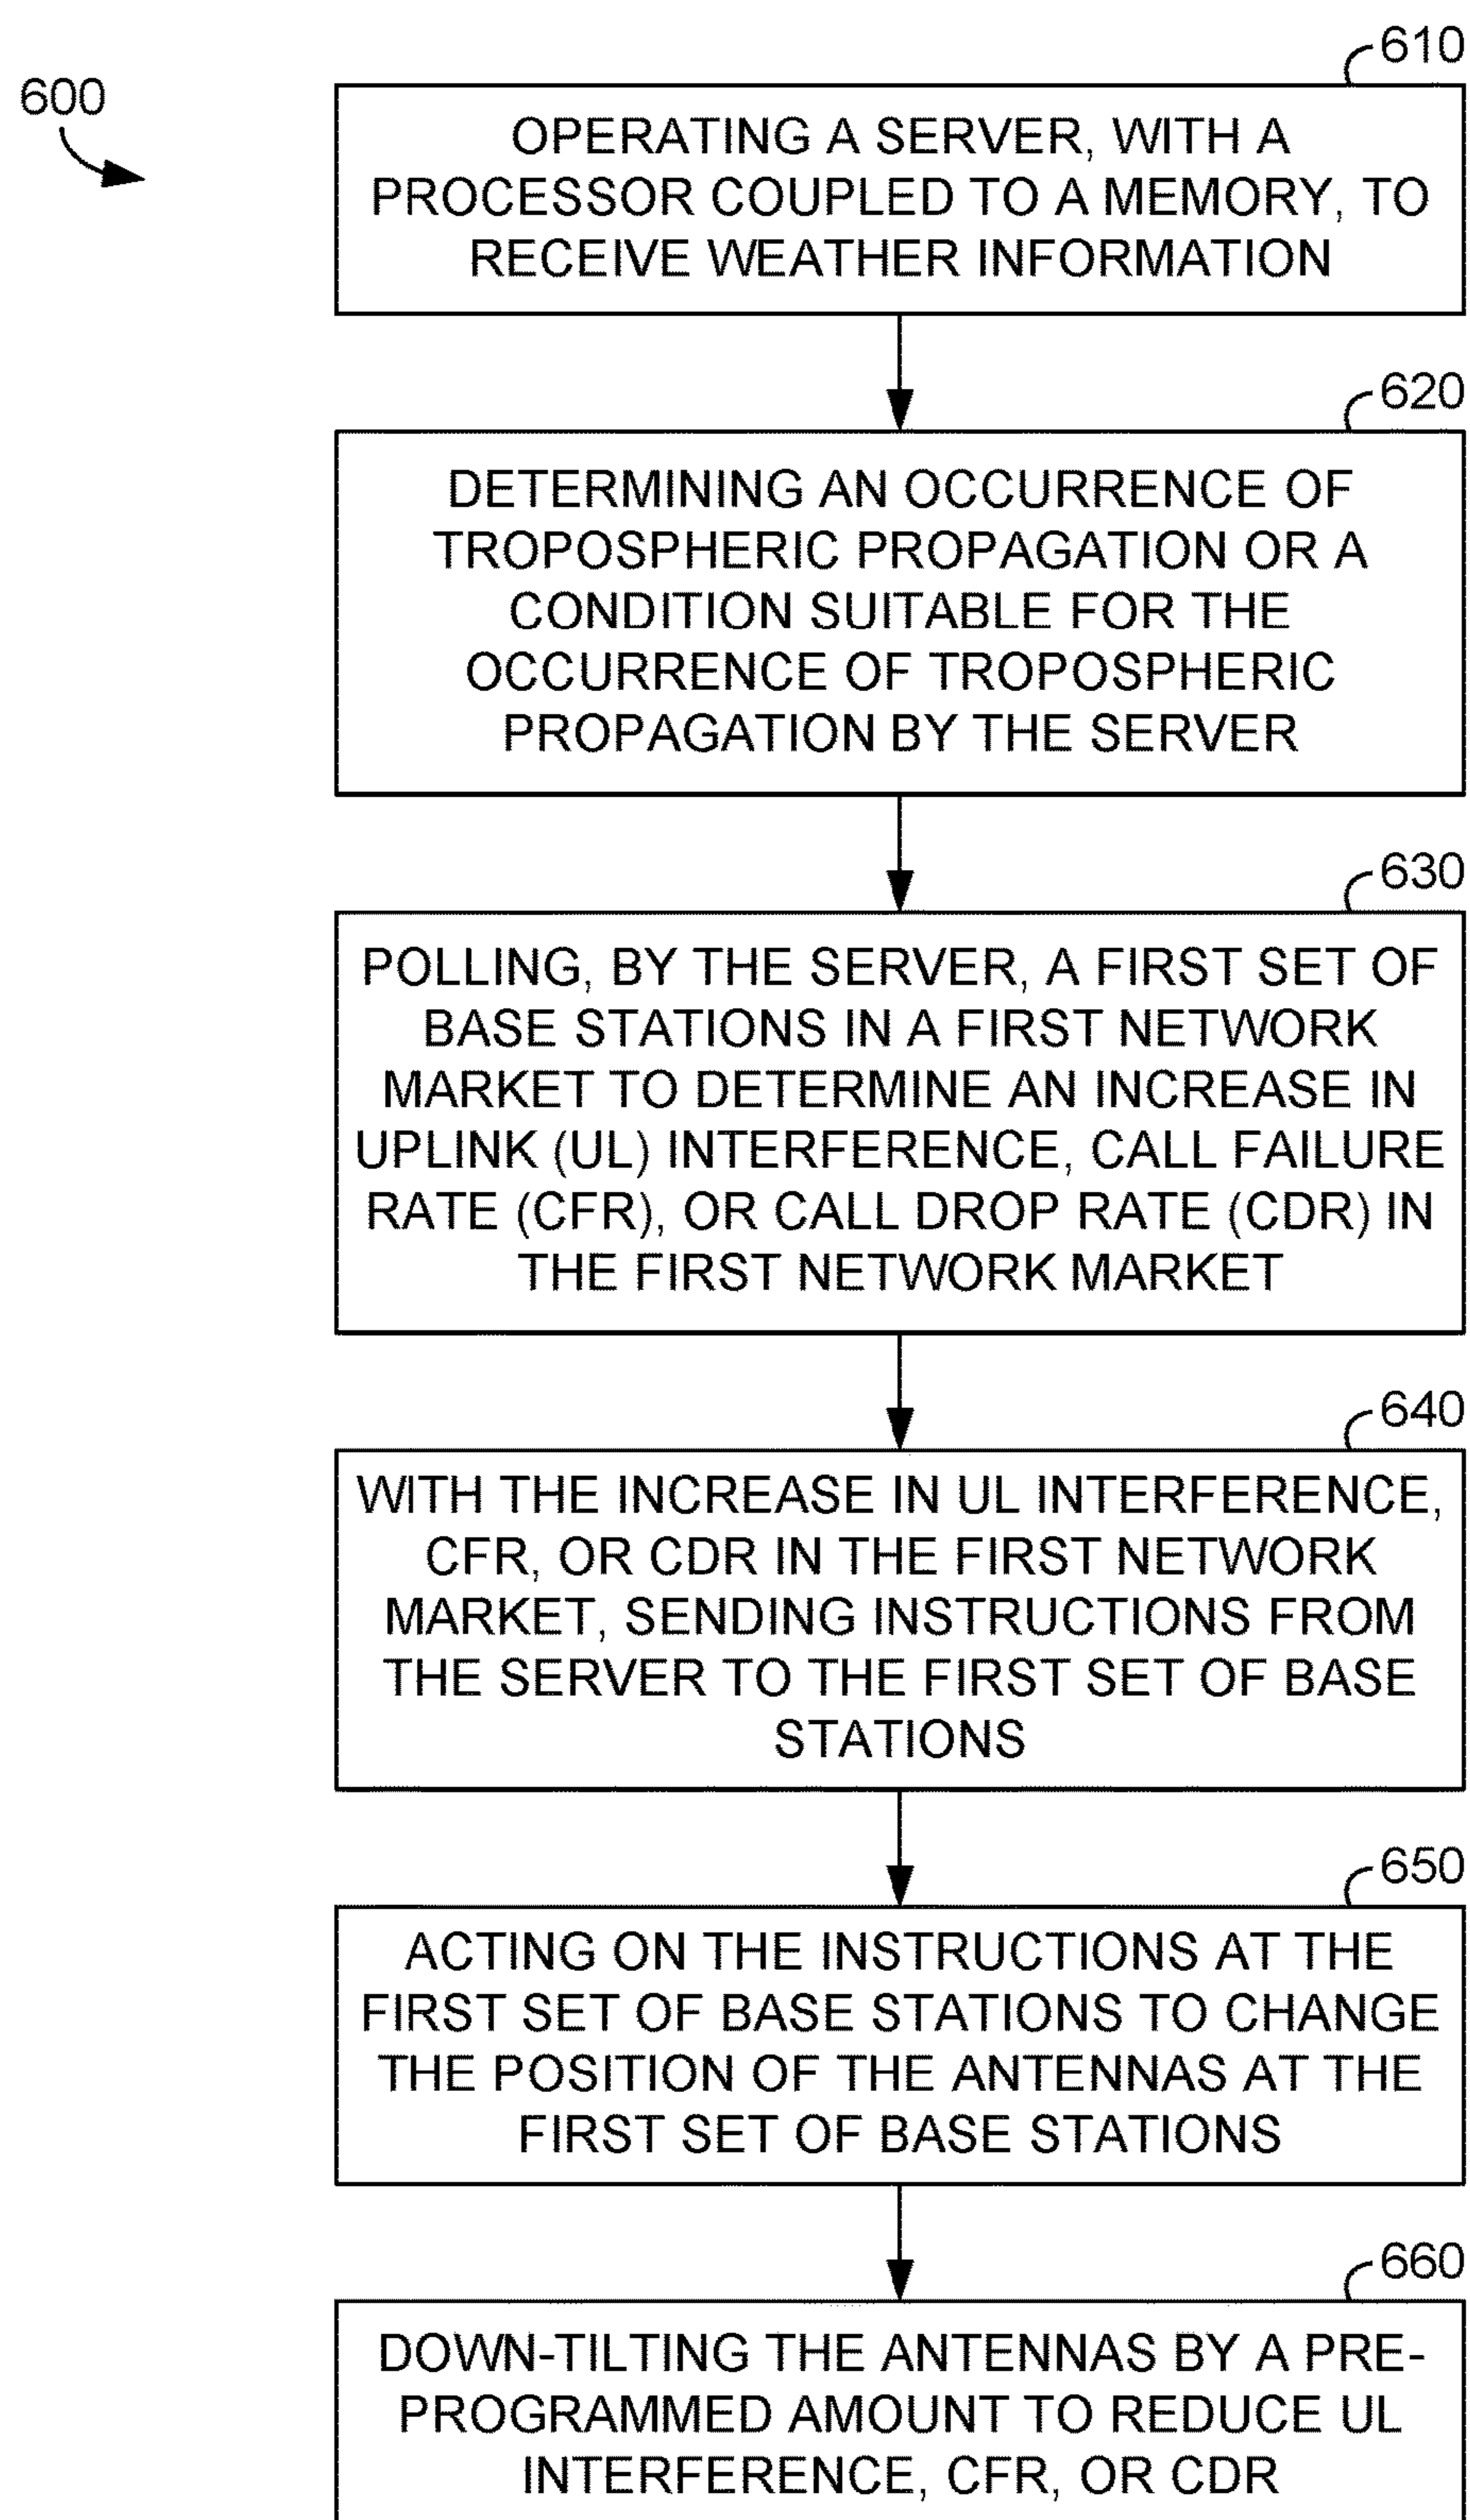 600
610
OPERATING A SERVER, WITH A
PROCESSOR COUPLED TO A MEMORY, TO
RECEIVE WEATHER INFORMATION
620
DETERMINING AN OCCURRENCE OF
TROPOSPHERIC PROPAGATION OR A
CONDITION SUITABLE FOR THE
OCCURRENCE OF TROPOSPHERIC
PROPAGATION BY THE SERVER
630
POLLING, BY THE SERVER, A FIRST SET OF
BASE STATIONS IN A FIRST NETWORK
MARKET TO DETERMINE AN INCREASE IN
UPLINK (UL) INTERFERENCE, CALL FAILURE
RATE (CFR), OR CALL DROP RATE (CDR) IN
THE FIRST NETWORK MARKET
640
WITH THE INCREASE IN UL INTERFERENCE,
CFR, OR CDR IN THE FIRST NETWORK
MARKET, SENDING INSTRUCTIONS FROM
THE SERVER TO THE FIRST SET OF BASE
STATIONS
650
ACTING ON THE INSTRUCTIONS AT THE
FIRST SET OF BASE STATIONS TO CHANGE
THE POSITION OF THE ANTENNAS AT THE
FIRST SET OF BASE STATIONS
660
DOWN-TILTING THE ANTENNAS BY A PRE-
PROGRAMMED AMOUNT TO REDUCE UL
INTERFERENCE, CFR, OR CDR